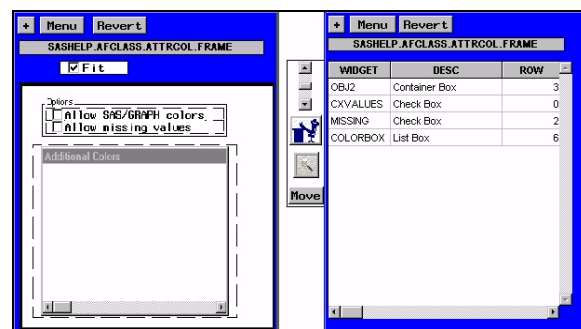 + Menu Revert
SASHELP.AFCLASS.ATTRCOL.FRAME
Fit
Options
Allow SAS/GRAPH colors
Allow missing values
Additional Colors
Move
+ Menu Revert
SASHELP.AFCLASS.ATTRCOL.FRAME
WIDGET DESC ROW
OBJ2 Container Box 3
CXVALUES Check Box 0
MISSING Check Box 2
COLORBOX List Box 6